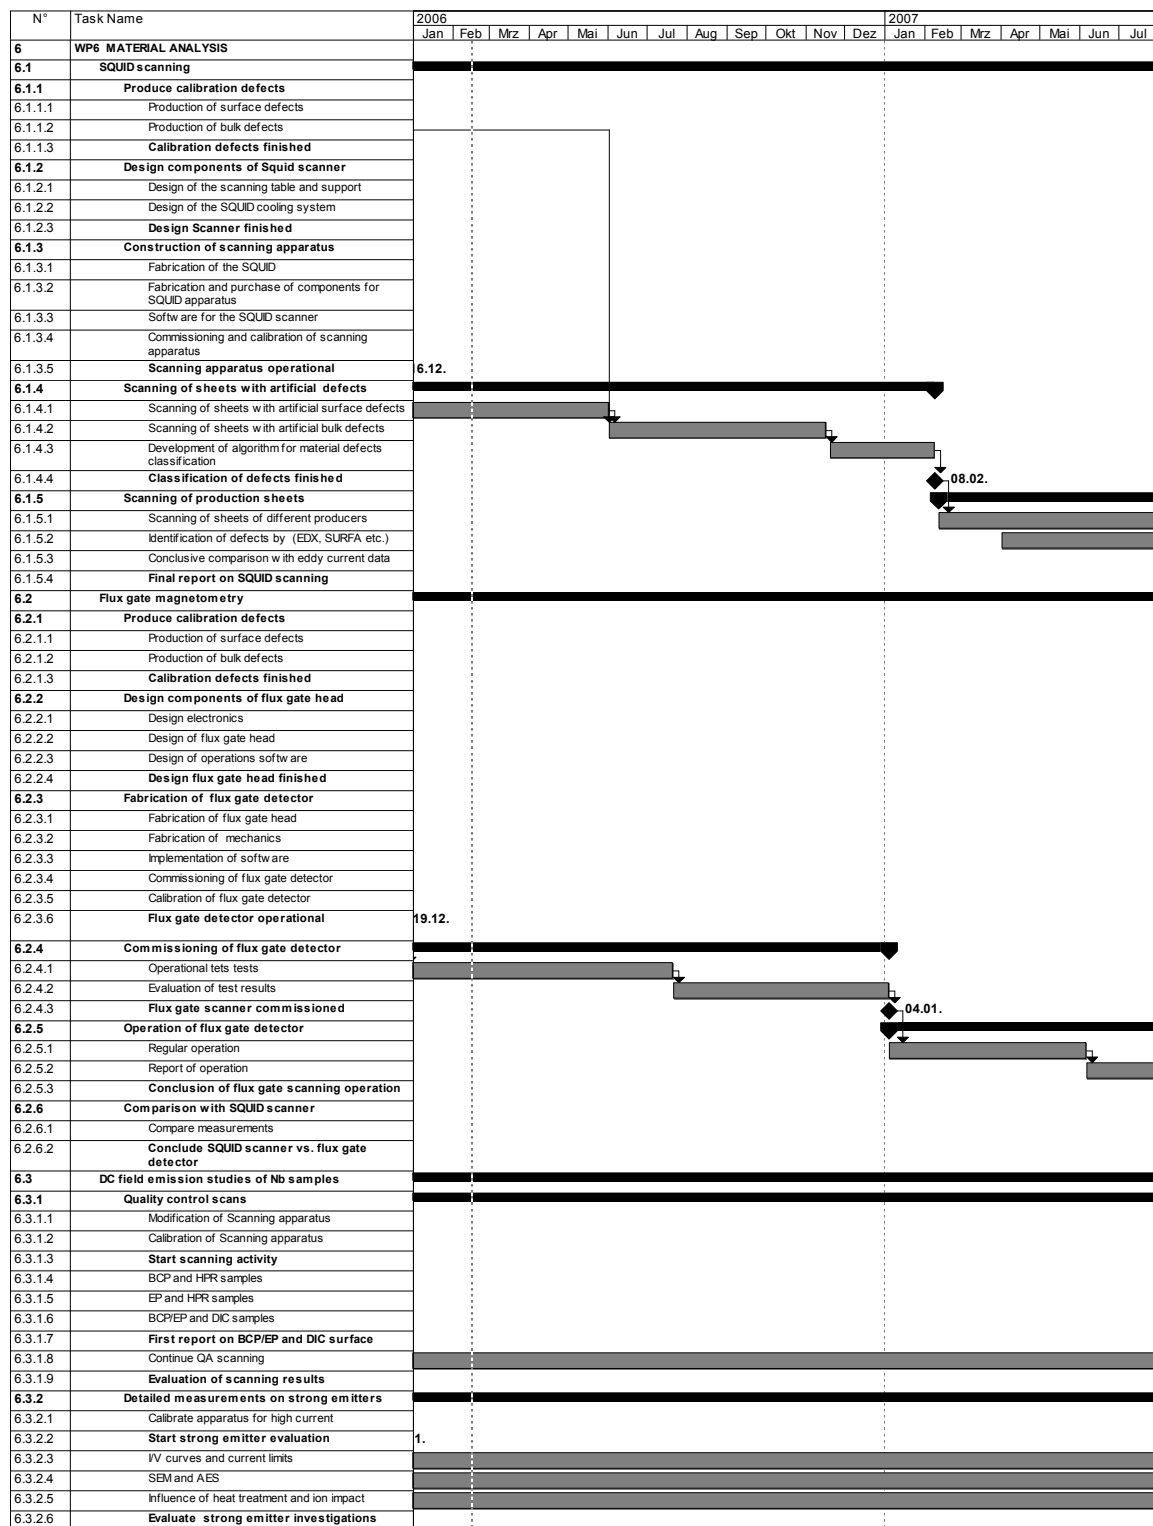 N° Task Name 2006 2007
Jan Feb Mrz Apr Mai Jun Jul Aug Sep Okt Nov Dez Jan Feb Mrz Apr Mai Jun Jul
6 WP6 MATERIAL ANALYSIS
6.1 SQUID scanning
6.1.1 Produce calibration defects
6.1.1.1 Production of surface defects
6.1.1.2 Production of bulk defects
6.1.1.3 Calibration defects finished
6.1.2 Design components of Squid scanner
6.1.2.1 Design of the scanning table and support
6.1.2.2 Design of the SQUID cooling system
6.1.2.3 Design Scanner finished
6.1.3 Construction of scanning apparatus
6.1.3.1 Fabrication of the SQUID
6.1.3.2 Fabrication and purchase of components for
SQUID apparatus
6.1.3.3 Software for the SQUID scanner
6.1.3.4 Commissioning and calibration of scanning
apparatus
6.1.3.5 Scanning apparatus operational 6.12.
6.1.4 Scanning of sheets with artificial defects
6.1.4.1 Scanning of sheets with artificial surface defects
6.1.4.2 Scanning of sheets with artificial bulk defects
6.1.4.3 Development of algorithm for material defects
classification
6.1.4.4 Classification of defects finished 08.02.
6.1.5 Scanning of production sheets
6.1.5.1 Scanning of sheets of different producers
6.1.5.2 Identification of defects by (EDX, SURFA etc.)
6.1.5.3 Conclusive comparison with eddy current data
6.1.5.4 Final report on SQUID scanning
6.2 Flux gate magnetometry
6.2.1 Produce calibration defects
6.2.1.1 Production of surface defects
6.2.1.2 Production of bulk defects
6.2.1.3 Calibration defects finished
6.2.2 Design components of flux gate head
6.2.2.1 Design electronics
6.2.2.2 Design of flux gate head
6.2.2.3 Design of operations software
6.2.2.4 Design flux gate head finished
6.2.3 Fabrication of flux gate detector
6.2.3.1 Fabrication of flux gate head
6.2.3.2 Fabrication of mechanics
6.2.3.3 Implementation of software
6.2.3.4 Commissioning of flux gate detector
6.2.3.5 Calibration of flux gate detector
6.2.3.6 Flux gate detector operational 19.12.
6.2.4 Commissioning of flux gate detector
6.2.4.1 Operational tets tests
6.2.4.2 Evaluation of test results
6.2.4.3 Flux gate scanner commissioned 04.01.
6.2.5 Operation of flux gate detector
6.2.5.1 Regular operation
6.2.5.2 Report of operation
6.2.5.3 Conclusion of flux gate scanning operation
6.2.6 Comparison with SQUID scanner
6.2.6.1 Compare measurements
6.2.6.2 Conclude SQUID scanner vs. flux gate
detector
6.3 DC field emission studies of Nb samples
6.3.1 Quality control scans
6.3.1.1 Modification of Scanning apparatus
6.3.1.2 Calibration of Scanning apparatus
6.3.1.3 Start scanning activity
6.3.1.4 BCP and HPR samples
6.3.1.5 EP and HPR samples
6.3.1.6 BCP/EP and DIC samples
6.3.1.7 First report on BCP/EP and DIC surface
6.3.1.8 Continue QA scanning
6.3.1.9 Evaluation of scanning results
6.3.2 Detailed measurements on strong emitters
6.3.2.1 Calibrate apparatus for high current
6.3.2.2 Start strong emitter evaluation 1.
6.3.2.3 I/V curves and current limits
6.3.2.4 SEM and AES
6.3.2.5 Influence of heat treatment and ion impact
6.3.2.6 Evaluate strong emitter investigations